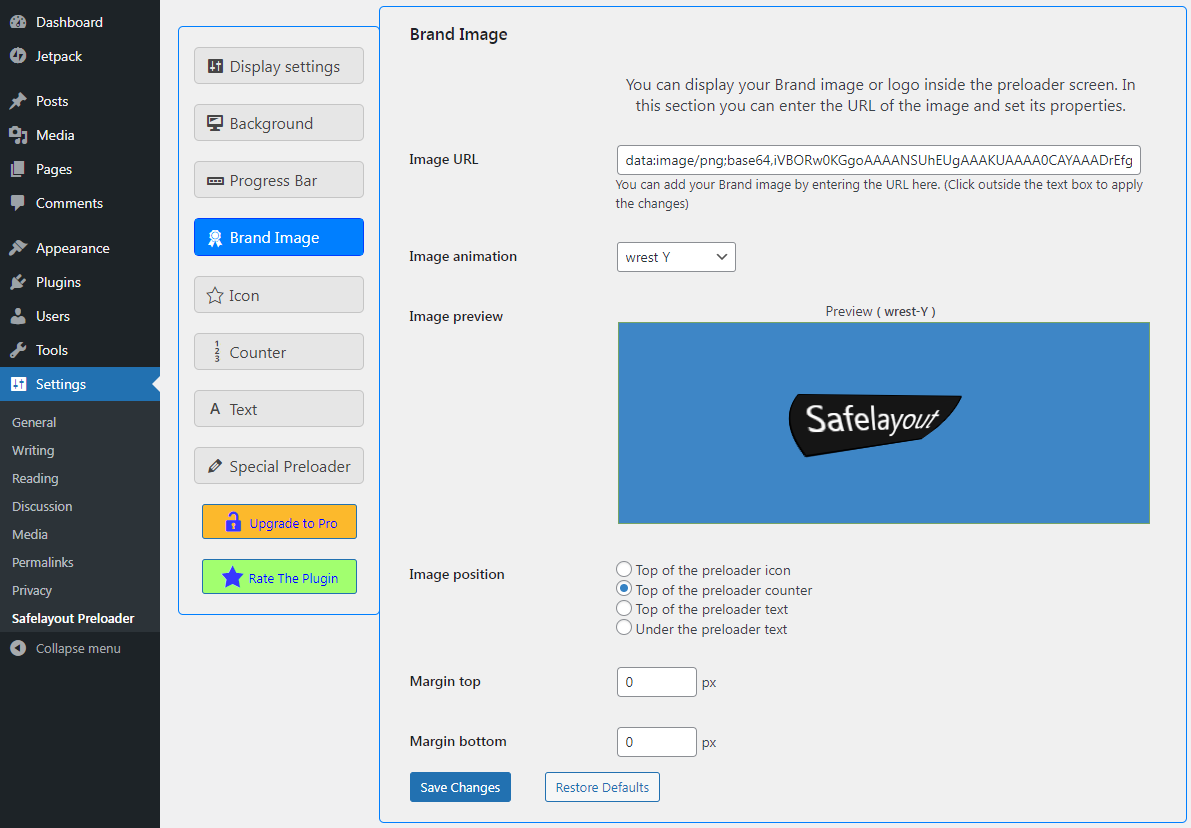 Dashboard
Jetpack
Posts
Media
Pages
Comments
Appearance
Plugins
Users
Tools
Settings
General
Writing
Reading
Discussion
Media
Permalinks
Privacy
Safelayout Preloader
Collapse menu
Display settings
Background
Progress Bar
Brand Image
Icon
1
2
3
Counter
A Text
Special Preloader
Upgrade to Pro
Rate The Plugin
Brand Image
You can display your Brand image or logo inside the preloader screen. In
this section you can enter the URL of the image and set its properties.
Image URL
data:image/png;base64,iVBORw0KGgoAAAANSUhEUgAAAKUAAAA0CAYAAADrEfg
You can add your Brand image by entering the URL here. (Click outside the text box to apply
the changes)
Image animation
wrest Y
Image preview
Preview ( wrest-Y )
Safelayout
Image position
Top of the preloader icon
Top of the preloader counter
Top of the preloader text
Under the preloader text
Margin top
0 px
Margin bottom
0 px
Save Changes
Restore Defaults